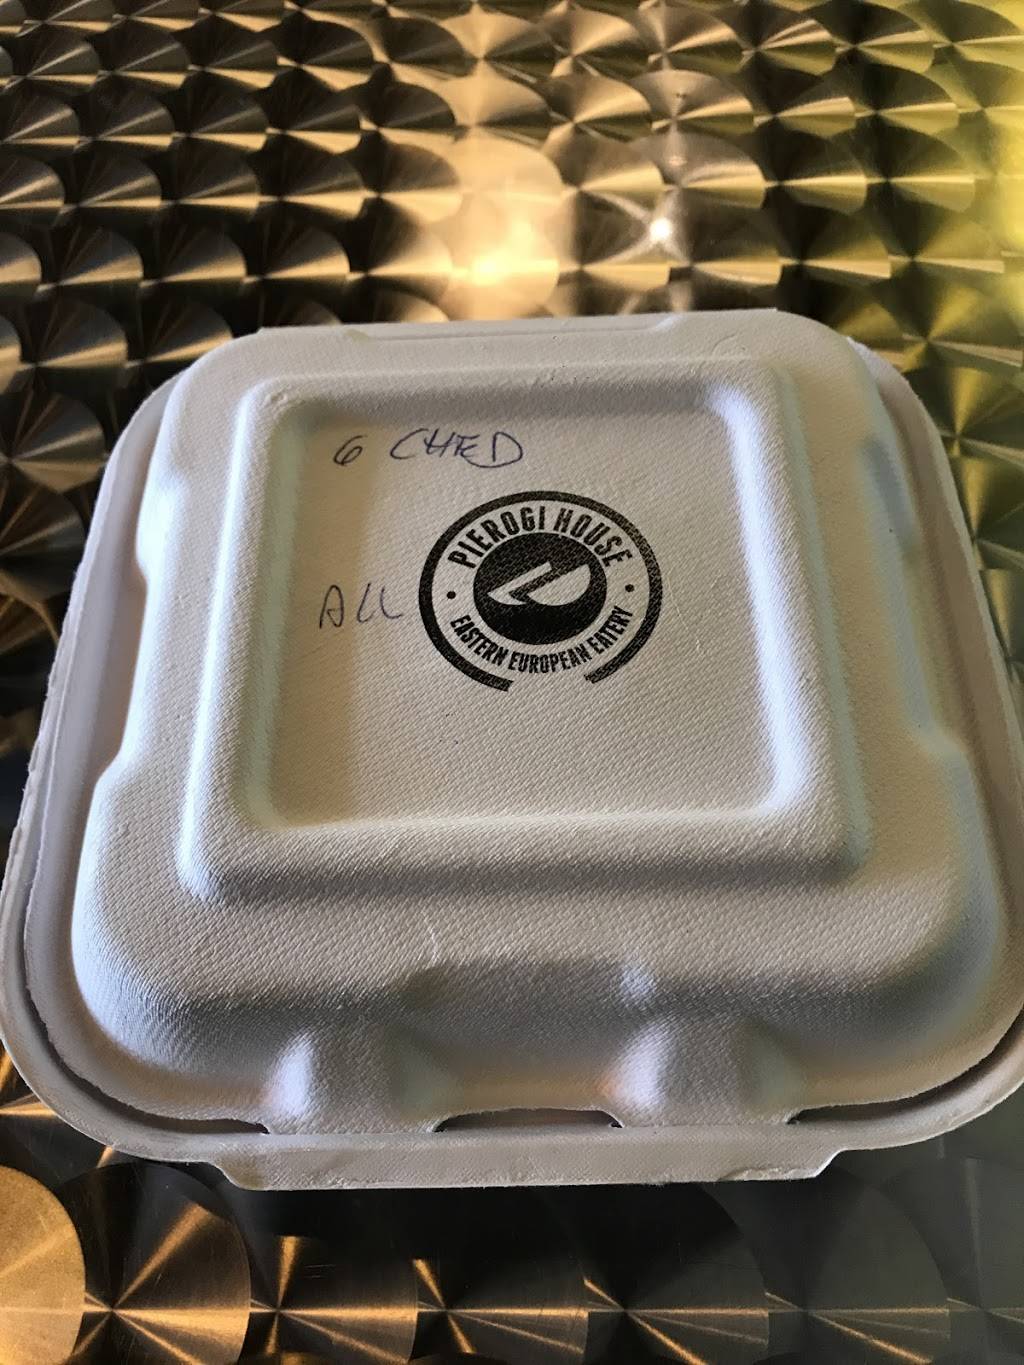 6 CHED
PIEROGI HOUSE
ALL
EASTERN EUROPEAN EATERY